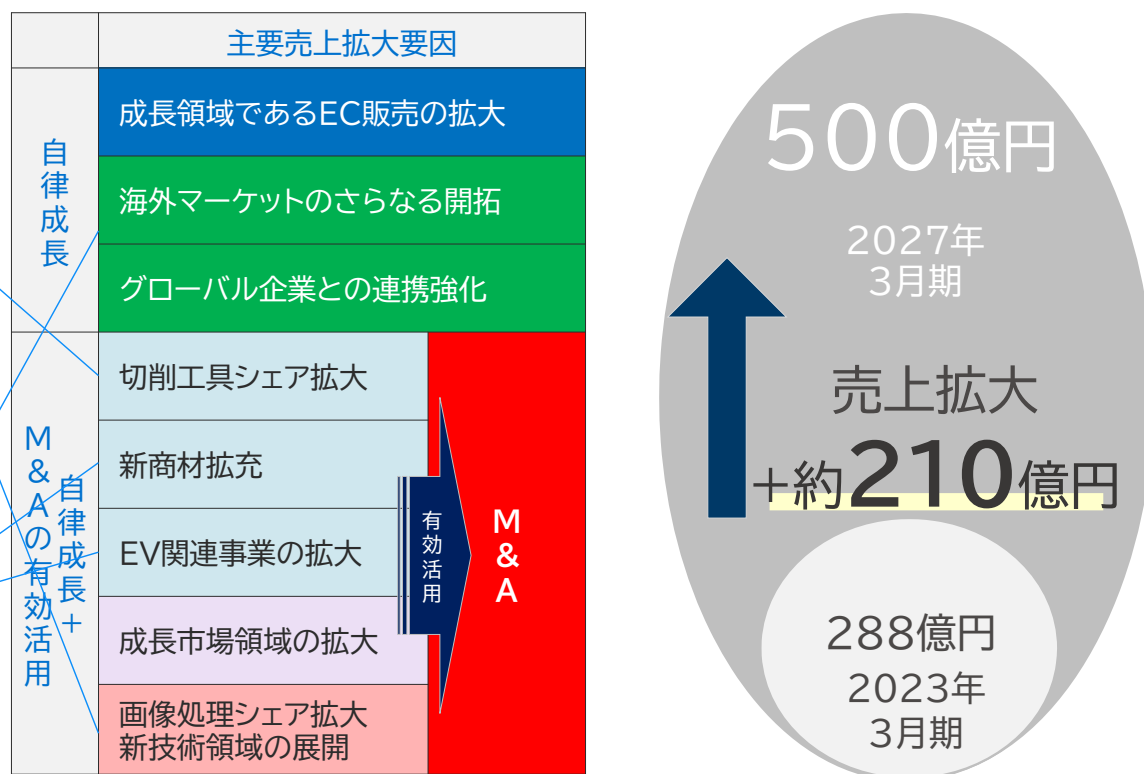 主要売上拡大要因
自律成長
成長領域であるEC販売の拡大
海外マーケットのさらなる開拓
グローバル企業との連携強化
自律成長+
M&Aの有効活用
切削工具シェア拡大
新商材拡充
EV関連事業の拡大
成長市場領域の拡大
画像処理シェア拡大
新技術領域の展開
有効活用
M&A
500億円
2027年
3月期
売上拡大
+約210億円
288億円
2023年
3月期